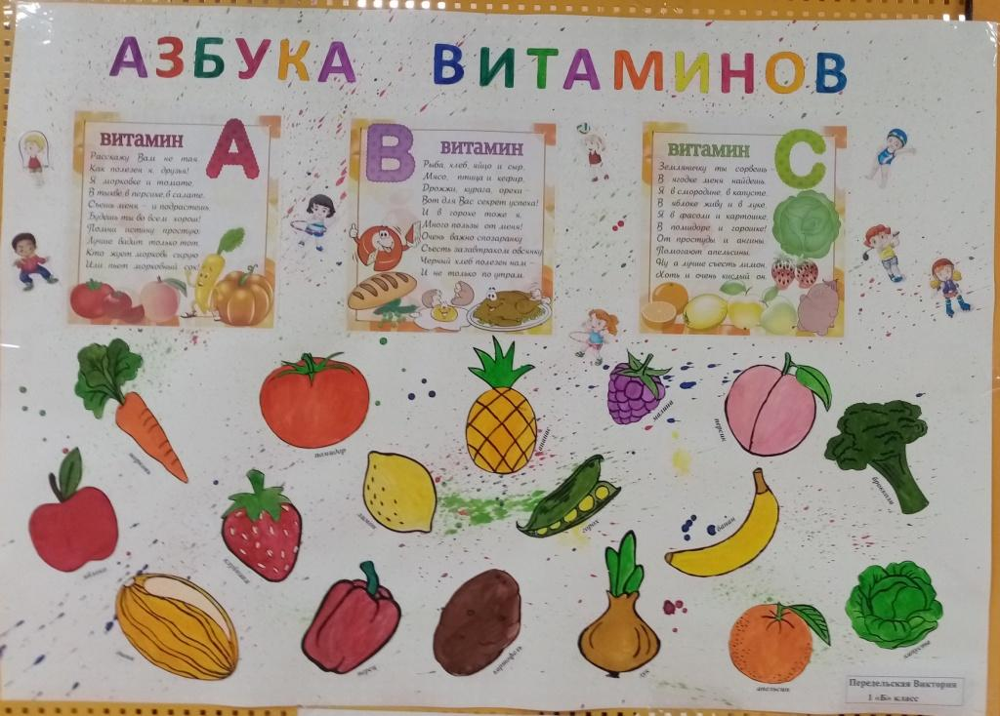 АЗБУКА ВИТАМИНОВ
витамин А
Расскажу Вам не тая,
Как полезен я, друзья!
Я морковке и томате,
В тыкве, в персике, в салате.
Съешь меня - и подрастешь,
Будешь ты во всем хорош!
Помни истину простую:
Лучше видит только тот,
Кто жует морковь сырую
Или пьет морковный сок!
В витамин
Рыба, хлеб, яйцо и сыр,
Мясо, птица и кефир,
Дрожжи, курага, орехи -
Вот для Вас секрет успеха!
И в горохе тоже я,
Много пользы от меня!
Очень важно спозаранку
Съесть за завтраком овсянку.
Черный хлеб полезен нам -
И не только по утрам.
витамин С
Земляничку ты сорвешь -
В ягодке меня найдешь.
Я в смородине, в капусте,
В яблоке живу и в луке,
Я в фасоли и картошке,
В помидоре и горошке!
От простуды и ангины
Помогают апельсины,
Ну а лучше съесть лимон,
Хоть и очень кислый он.
морковь
помидор
ананас
малина
персик
брокколи
яблоко
клубника
лимон
горох
банан
дыня
перец
картофель
лук
апельсин
капуста
Передельская Виктория
1 «Б» класс